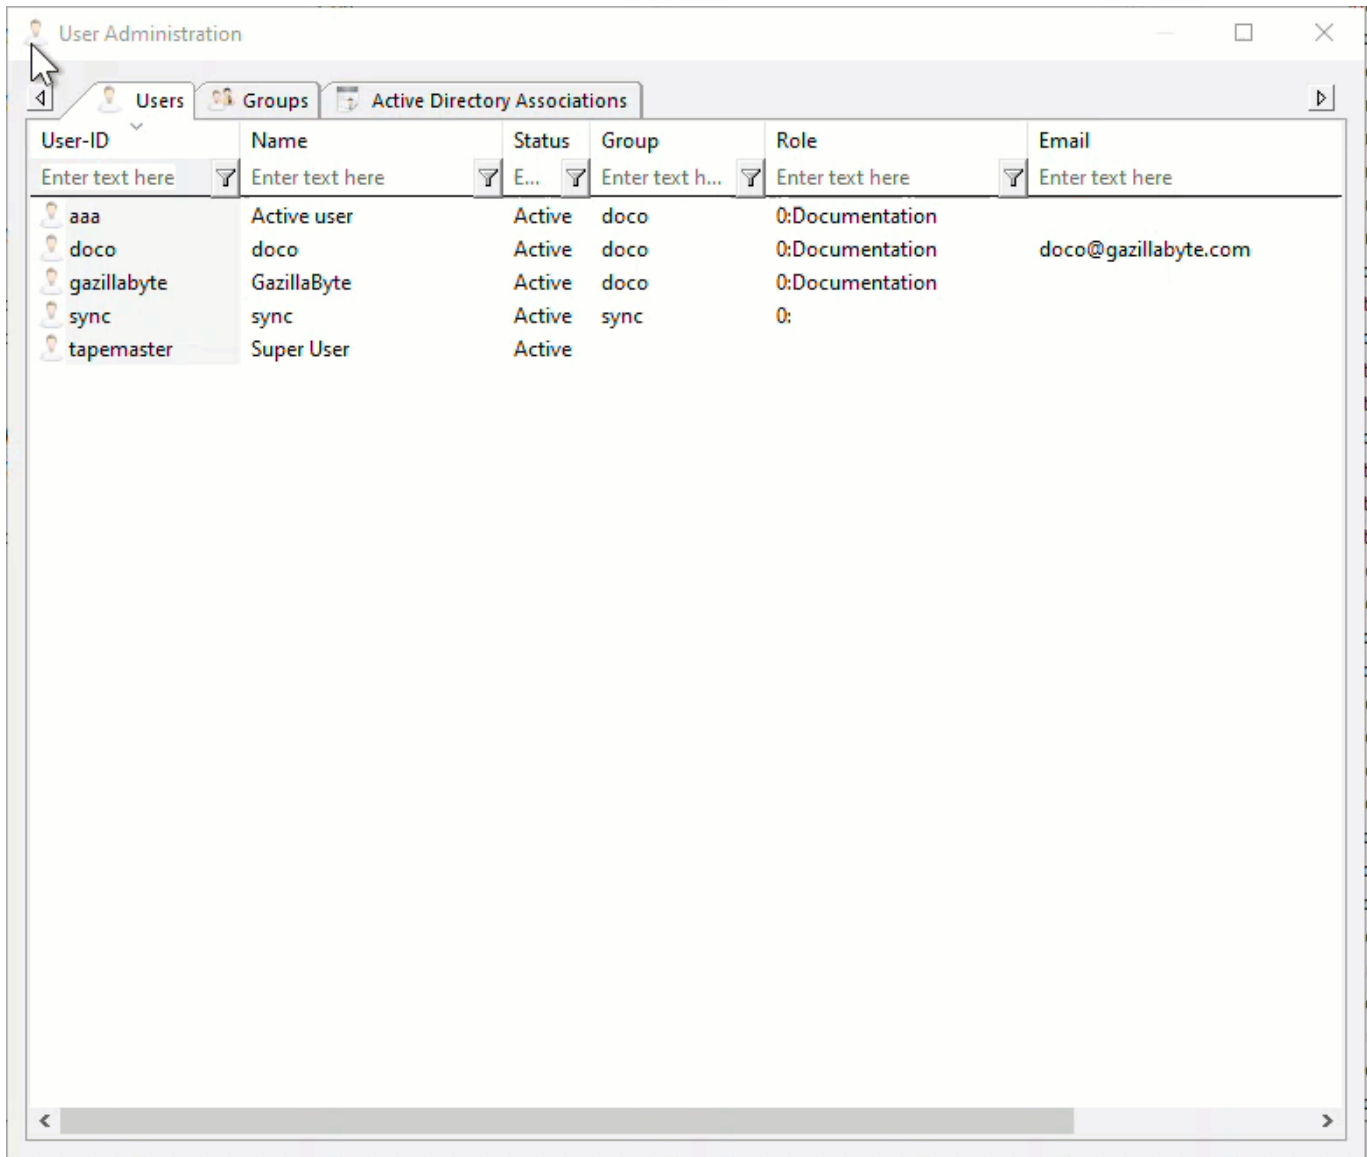 User Administration
Users Groups Active Directory Associations
User-ID Name Status Group Role Email
Enter text here Enter text here E... Enter text h... Enter text here Enter text here
aaa Active user Active doco 0:Documentation
doco doco Active doco 0:Documentation doco@gazillabyte.com
gazillabyte GazillaByte Active doco 0:Documentation
sync sync Active sync 0:
tapemaster Super User Active